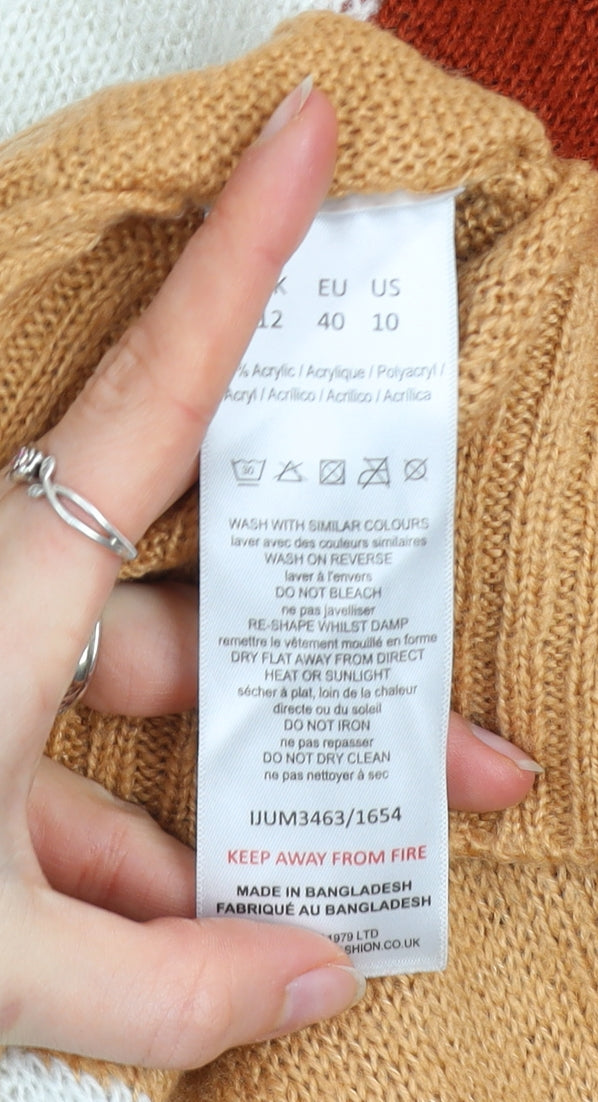 EU US
12 40 10
% Acrylic / Acrylique / Polyacryl /
Acryl / Acrílico / Acrilico / Acrílica
30
WASH WITH SIMILAR COLOURS
laver avec des couleurs similaires
WASH ON REVERSE
laver à l'envers
DO NOT BLEACH
ne pas javelliser
RE-SHAPE WHILST DAMP
remettre le vêtement mouillé en forme
DRY FLAT AWAY FROM DIRECT
HEAT OR SUNLIGHT
sécher à plat, loin de la chaleur
directe ou du soleil
DO NOT IRON
ne pas repasser
DO NOT DRY CLEAN
ne pas nettoyer à sec
IJUM3463/1654
KEEP AWAY FROM FIRE
MADE IN BANGLADESH
FABRIQUÉ AU BANGLADESH
1979 LTD
SHION.CO.UK